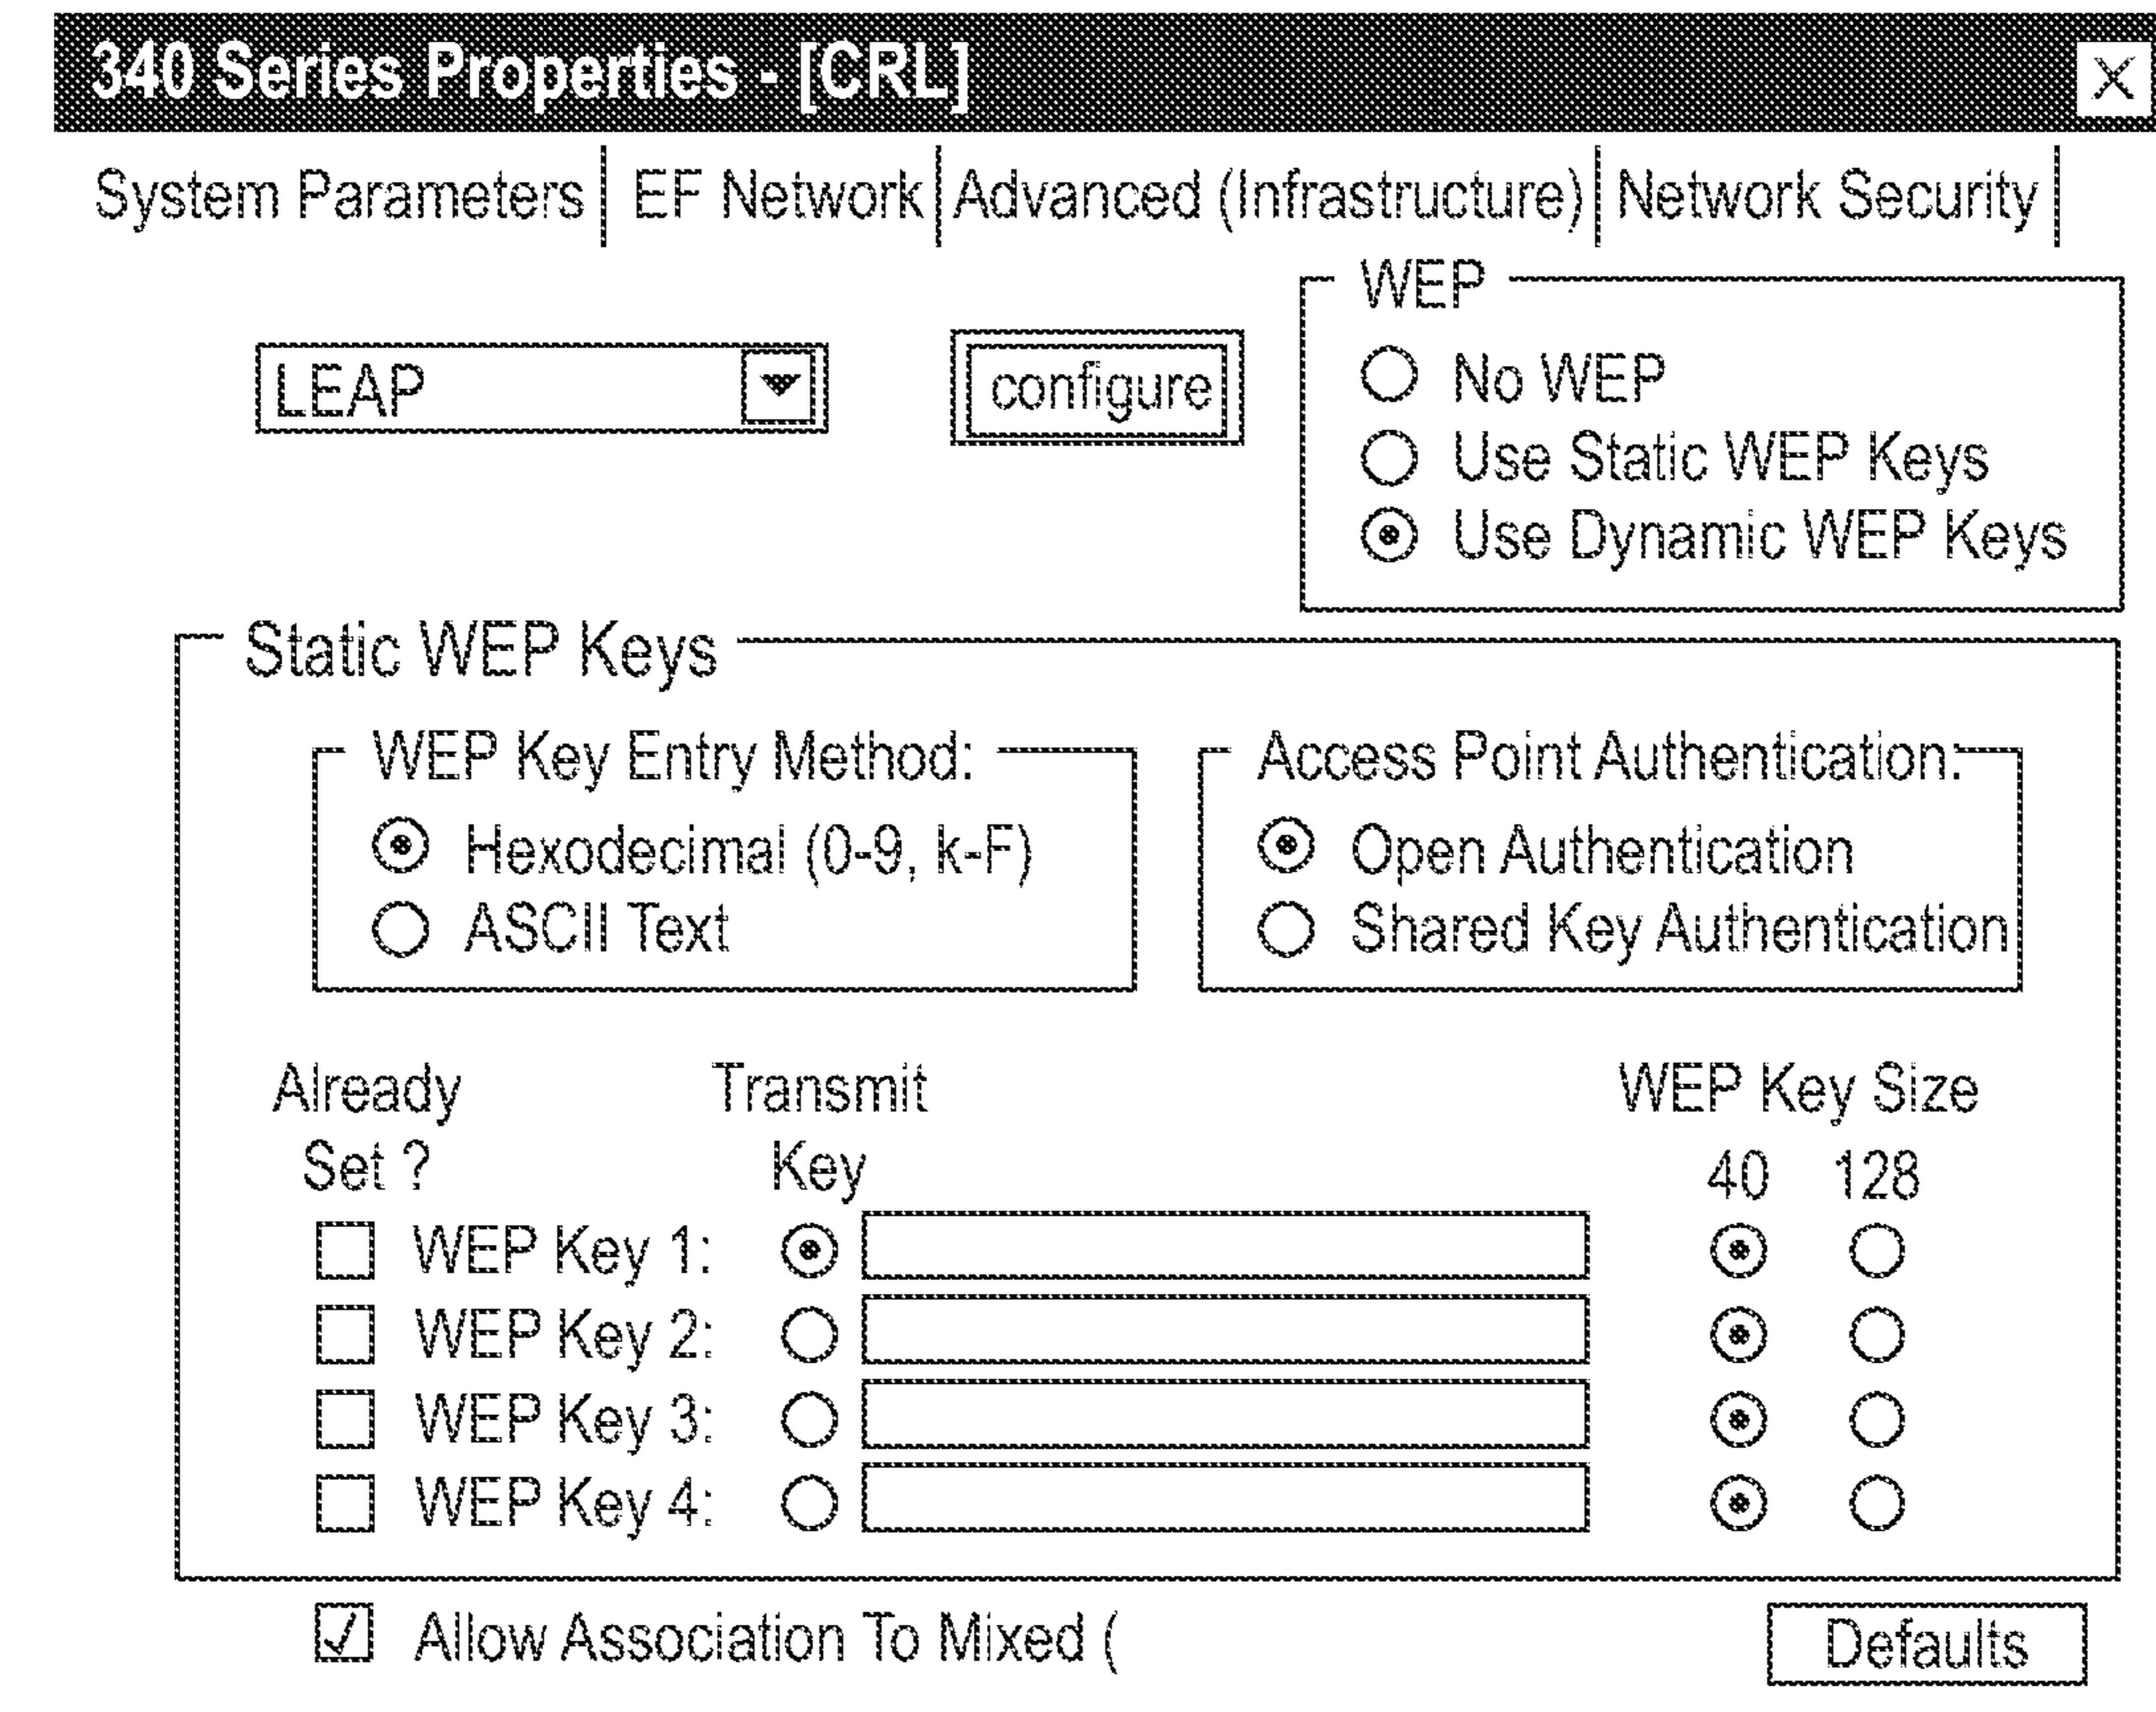 340 Series Properties - [CRL]
X
System Parameters EF Network Advanced (Infrastructure) Network Security
WEP
LEAP configure
No WEP
Use Static WEP Keys
Use Dynamic WEP Keys
Static WEP Keys
WEP Key Entry Method: Access Point Authentication:
Hexodecimal (0-9, k-F) Open Authentication
ASCII Text Shared Key Authentication
Already Transmit WEP Key Size
Set ? Key 40 128
WEP Key 1:
WEP Key 2:
WEP Key 3:
WEP Key 4:
Allow Association To Mixed ( Defaults